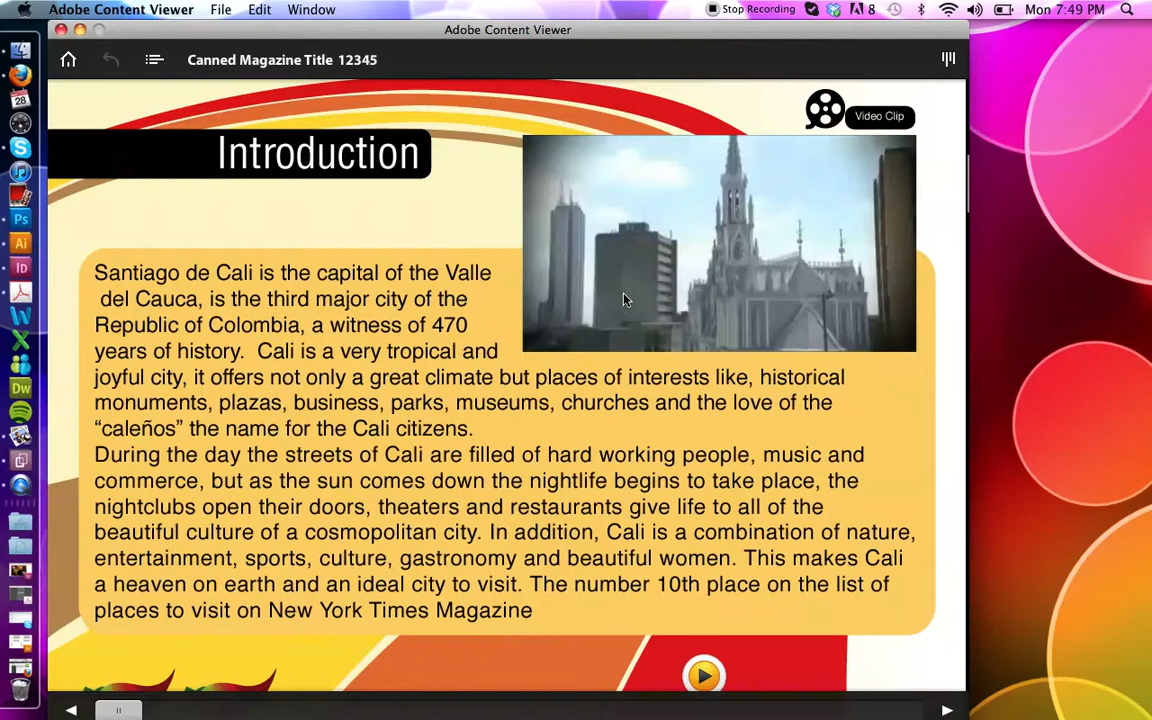 Adobe Content Viewer File Edit Window
Stop Recording 8 Mon 7:49 PM
Adobe Content Viewer
Canned Magazine Title 12345
Video Clip
Introduction
Santiago de Cali is the capital of the Valle
del Cauca, is the third major city of the
Republic of Colombia, a witness of 470
years of history. Cali is a very tropical and
joyful city, it offers not only a great climate but places of interests like, historical
monuments, plazas, business, parks, museums, churches and the love of the
“caleños” the name for the Cali citizens.
During the day the streets of Cali are filled of hard working people, music and
commerce, but as the sun comes down the nightlife begins to take place, the
nightclubs open their doors, theaters and restaurants give life to all of the
beautiful culture of a cosmopolitan city. In addition, Cali is a combination of nature,
entertainment, sports, culture, gastronomy and beautiful women. This makes Cali
a heaven on earth and an ideal city to visit. The number 10th place on the list of
places to visit on New York Times Magazine
28
Ps
Ai
Id
Dw